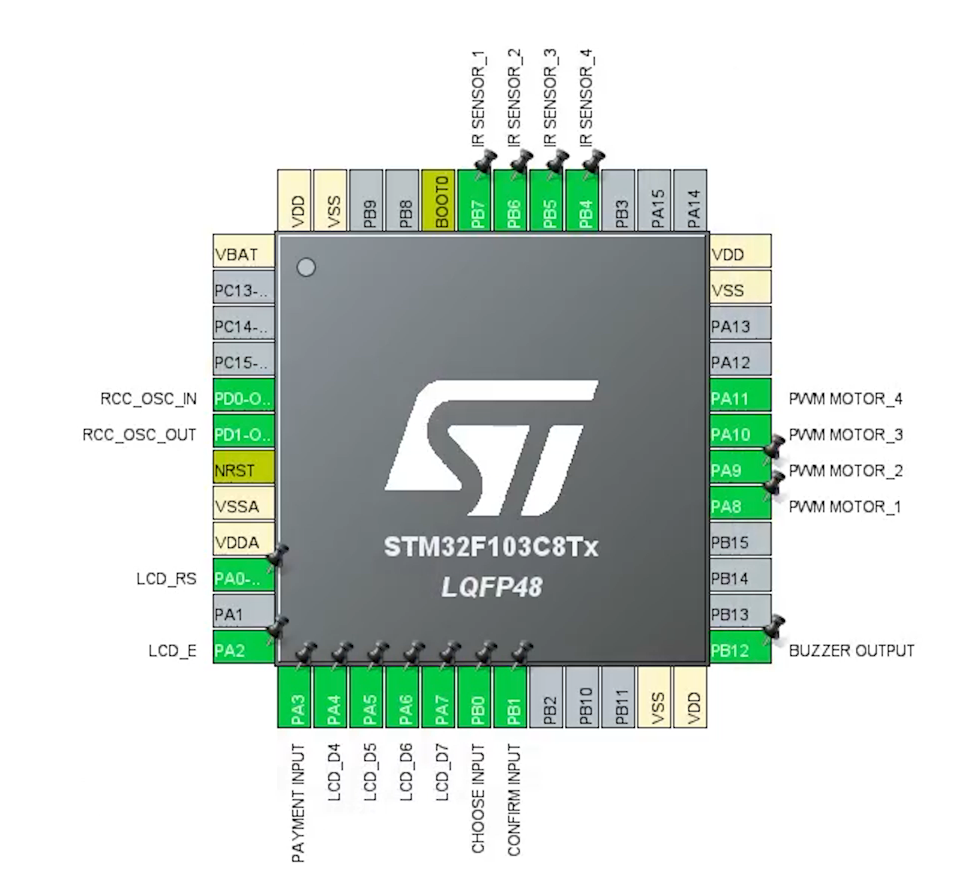 IR SENSOR_1
IR SENSOR_2
IR SENSOR_3
IR SENSOR_4
VDD
VSS
PB9
PB8
BOOT0
PB7
PB6
PB5
PB4
PB3
PA15
PA14
VBAT
PC13-..
PC14-..
PC15-..
RCC_OSC_IN PD0-O..
RCC_OSC_OUT PD1-O..
NRST
VSSA
VDDA
LCD_RS PA0-..
PA1
LCD_E PA2
VDD
VSS
PA13
PA12
PA11 PWM MOTOR_4
PA10 PWM MOTOR_3
PA9 PWM MOTOR_2
PA8 PWM MOTOR_1
PB15
PB14
PB13
PB12 BUZZER OUTPUT
ST
STM32F103C8Tx
LQFP48
PA3
PA4
PA5
PA6
PA7
PB0
PB1
PB2
PB10
PB11
VSS
VDD
PAYMENT INPUT
LCD_D4
LCD_D5
LCD_D6
LCD_D7
CHOOSE INPUT
CONFIRM INPUT